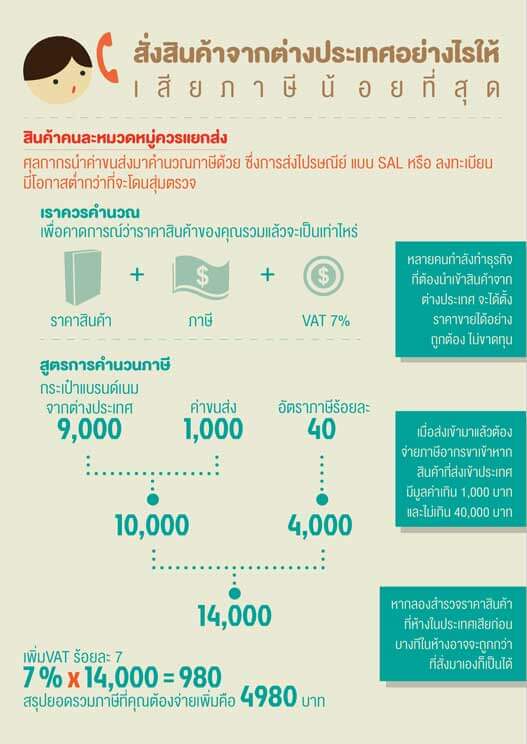 สั่งสินค้าจากต่างประเทศอย่างไรให้
เสียภาษีน้อยที่สุด
สินค้าคนละหมวดหมู่ควรแยกส่ง
ศุลกากรนำค่าขนส่งมาคำนวณภาษีด้วย ซึ่งการส่งไปรษณีย์ แบบ SAL หรือ ลงทะเบียน
มีโอกาสต่ำกว่าที่จะโดนสุ่มตรวจ
เราควรคำนวณ
เพื่อคาดการณ์ว่าราคาสินค้าของคุณรวมแล้วจะเป็นเท่าไหร่
+ $ + $
ราคาสินค้า ภาษี VAT 7%
หลายคนกำลังทำธุรกิจ
ที่ต้องนำเข้าสินค้าจาก
ต่างประเทศ จะได้ตั้ง
ราคาขายได้อย่าง
ถูกต้อง ไม่ขาดทุน
สูตรการคำนวนภาษี
กระเป๋าแบรนด์เนม
จากต่างประเทศ ค่าขนส่ง อัตราภาษีร้อยละ
9,000 1,000 40
10,000 4,000
14,000
เมื่อส่งเข้ามาแล้วต้อง
จ่ายภาษีอากรขาเข้าหาก
สินค้าที่ส่งเข้าประเทศ
มีมูลค่าเกิน 1,000 บาท
และไม่เกิน 40,000 บาท
หากลองสำรวจราคาสินค้า
ที่ห้างในประเทศเสียก่อน
บางทีในห้างอาจจะถูกกว่า
ที่สั่งมาเองก็เป็นได้
เพิ่มVAT ร้อยละ 7
7% x 14,000 = 980
สรุปยอดรวมภาษีที่คุณต้องจ่ายเพิ่มคือ 4980 บาท